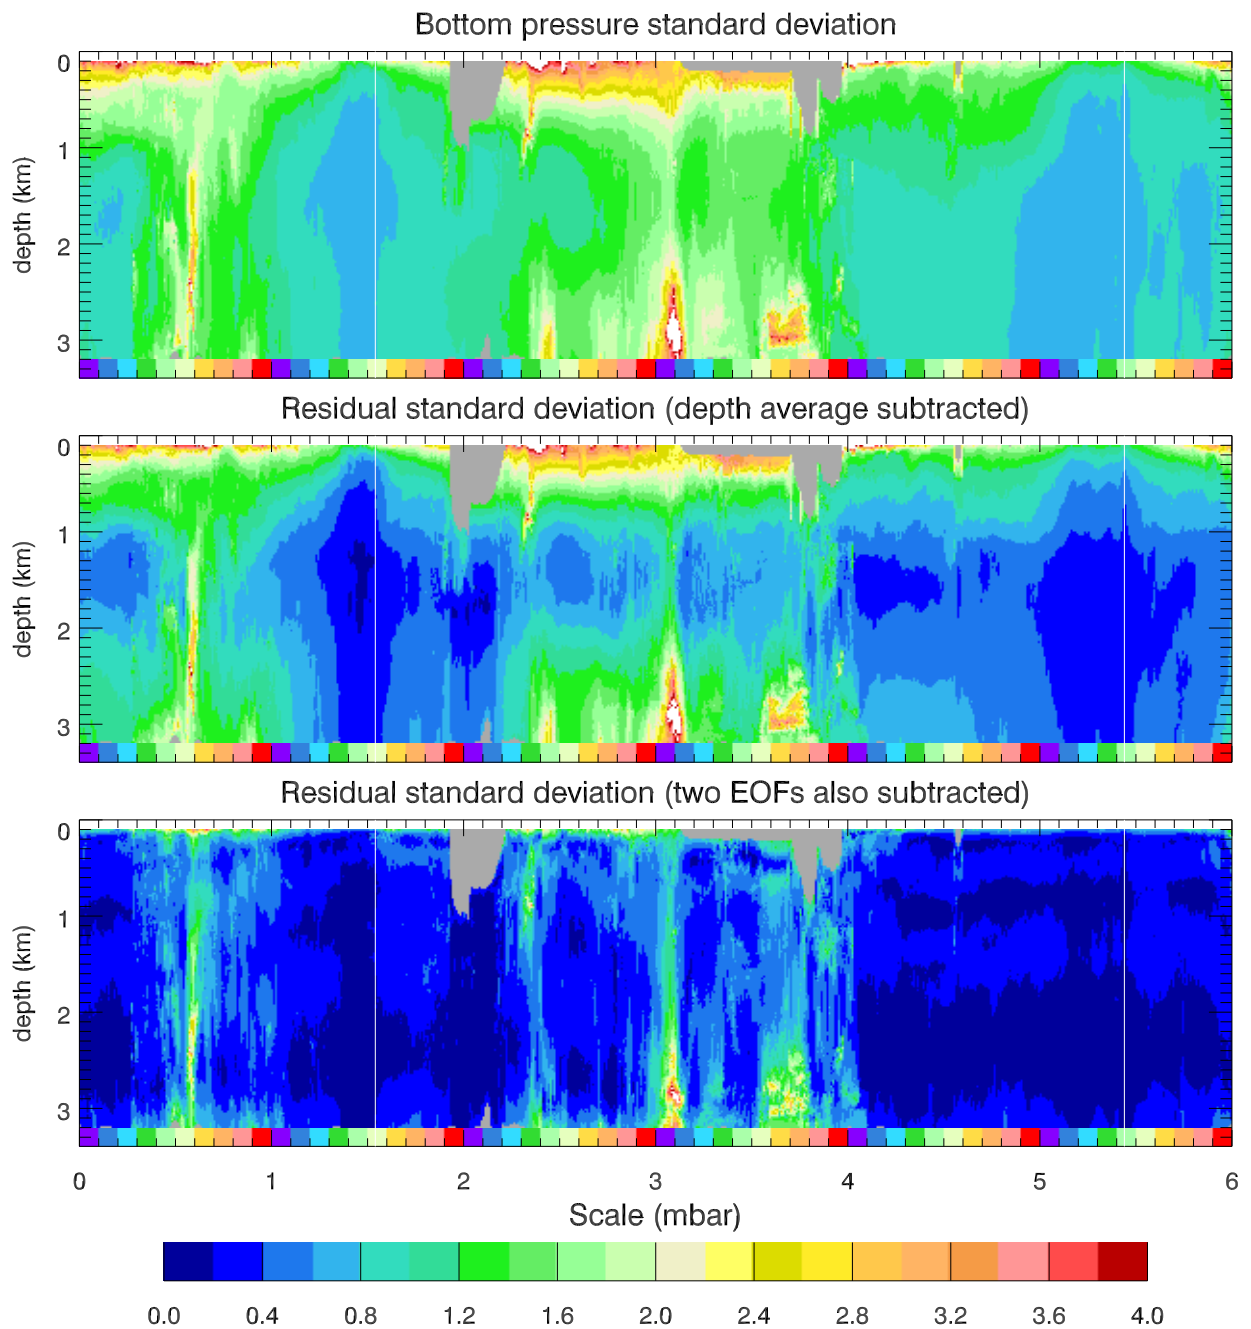 Bottom pressure standard deviation
0
1
2
3
depth (km)
Residual standard deviation (depth average subtracted)
0
1
2
3
depth (km)
Residual standard deviation (two EOFs also subtracted)
0
1
2
3
depth (km)
0 1 2 3 4 5 6
Scale (mbar)
0.0 0.4 0.8 1.2 1.6 2.0 2.4 2.8 3.2 3.6 4.0